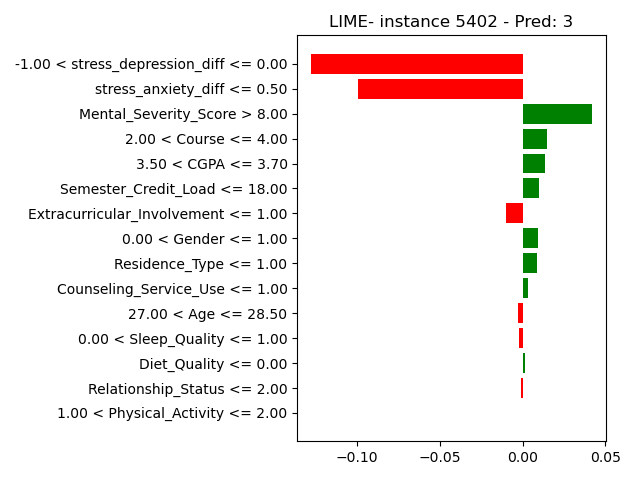 LIME- instance 5402 - Pred: 3
-1.00 < stress_depression_diff <= 0.00
stress_anxiety_diff <= 0.50
Mental_Severity_Score > 8.00
2.00 < Course <= 4.00
3.50 < CGPA <= 3.70
Semester_Credit_Load <= 18.00
Extracurricular_Involvement <= 1.00
0.00 < Gender <= 1.00
Residence_Type <= 1.00
Counseling_Service_Use <= 1.00
27.00 < Age <= 28.50
0.00 < Sleep_Quality <= 1.00
Diet_Quality <= 0.00
Relationship_Status <= 2.00
1.00 < Physical_Activity <= 2.00
−0.10 −0.05 0.00 0.05